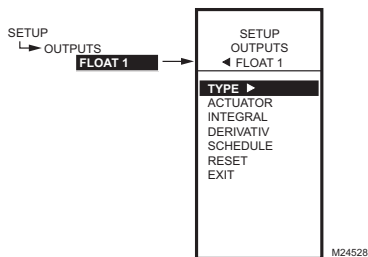 SETUP
OUTPUTS
FLOAT 1
SETUP
OUTPUTS
◄ FLOAT 1
TYPE ►
ACTUATOR
INTEGRAL
DERIVATIV
SCHEDULE
RESET
EXIT
M24528